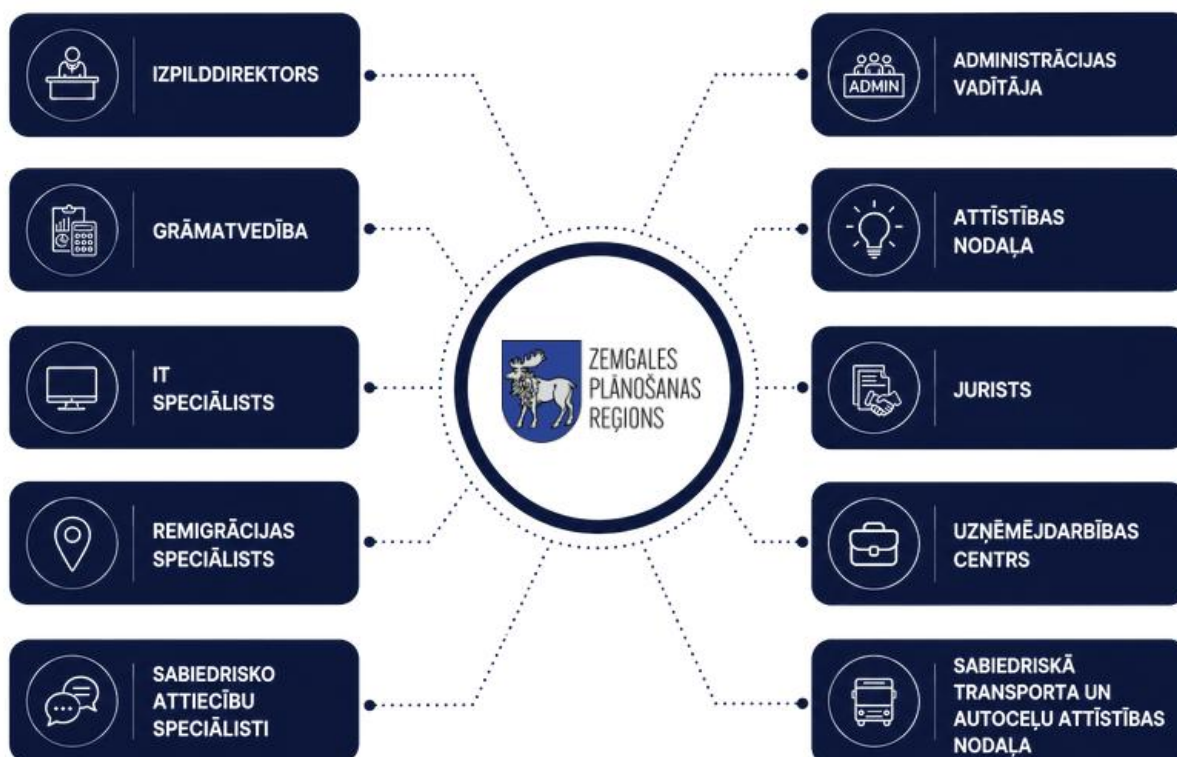 IZPILDDIREKTORS
GRĀMATVEDĪBA
IT
SPECIĀLISTS
REMIGRĀCIJAS
SPECIĀLISTS
SABIEDRISKO
ATTIECĪBU
SPECIĀLISTI
ZEMGALES
PLĀNOŠANAS
REĢIONS
ADMIN
ADMINISTRĀCIJAS
VADĪTĀJA
ATTĪSTĪBAS
NODAĻA
JURISTS
UZŅĒMĒJDARBĪBAS
CENTRS
SABIEDRISKĀ
TRANSPORTA UN
AUTOCEĻU ATTĪSTĪBAS
NODAĻA